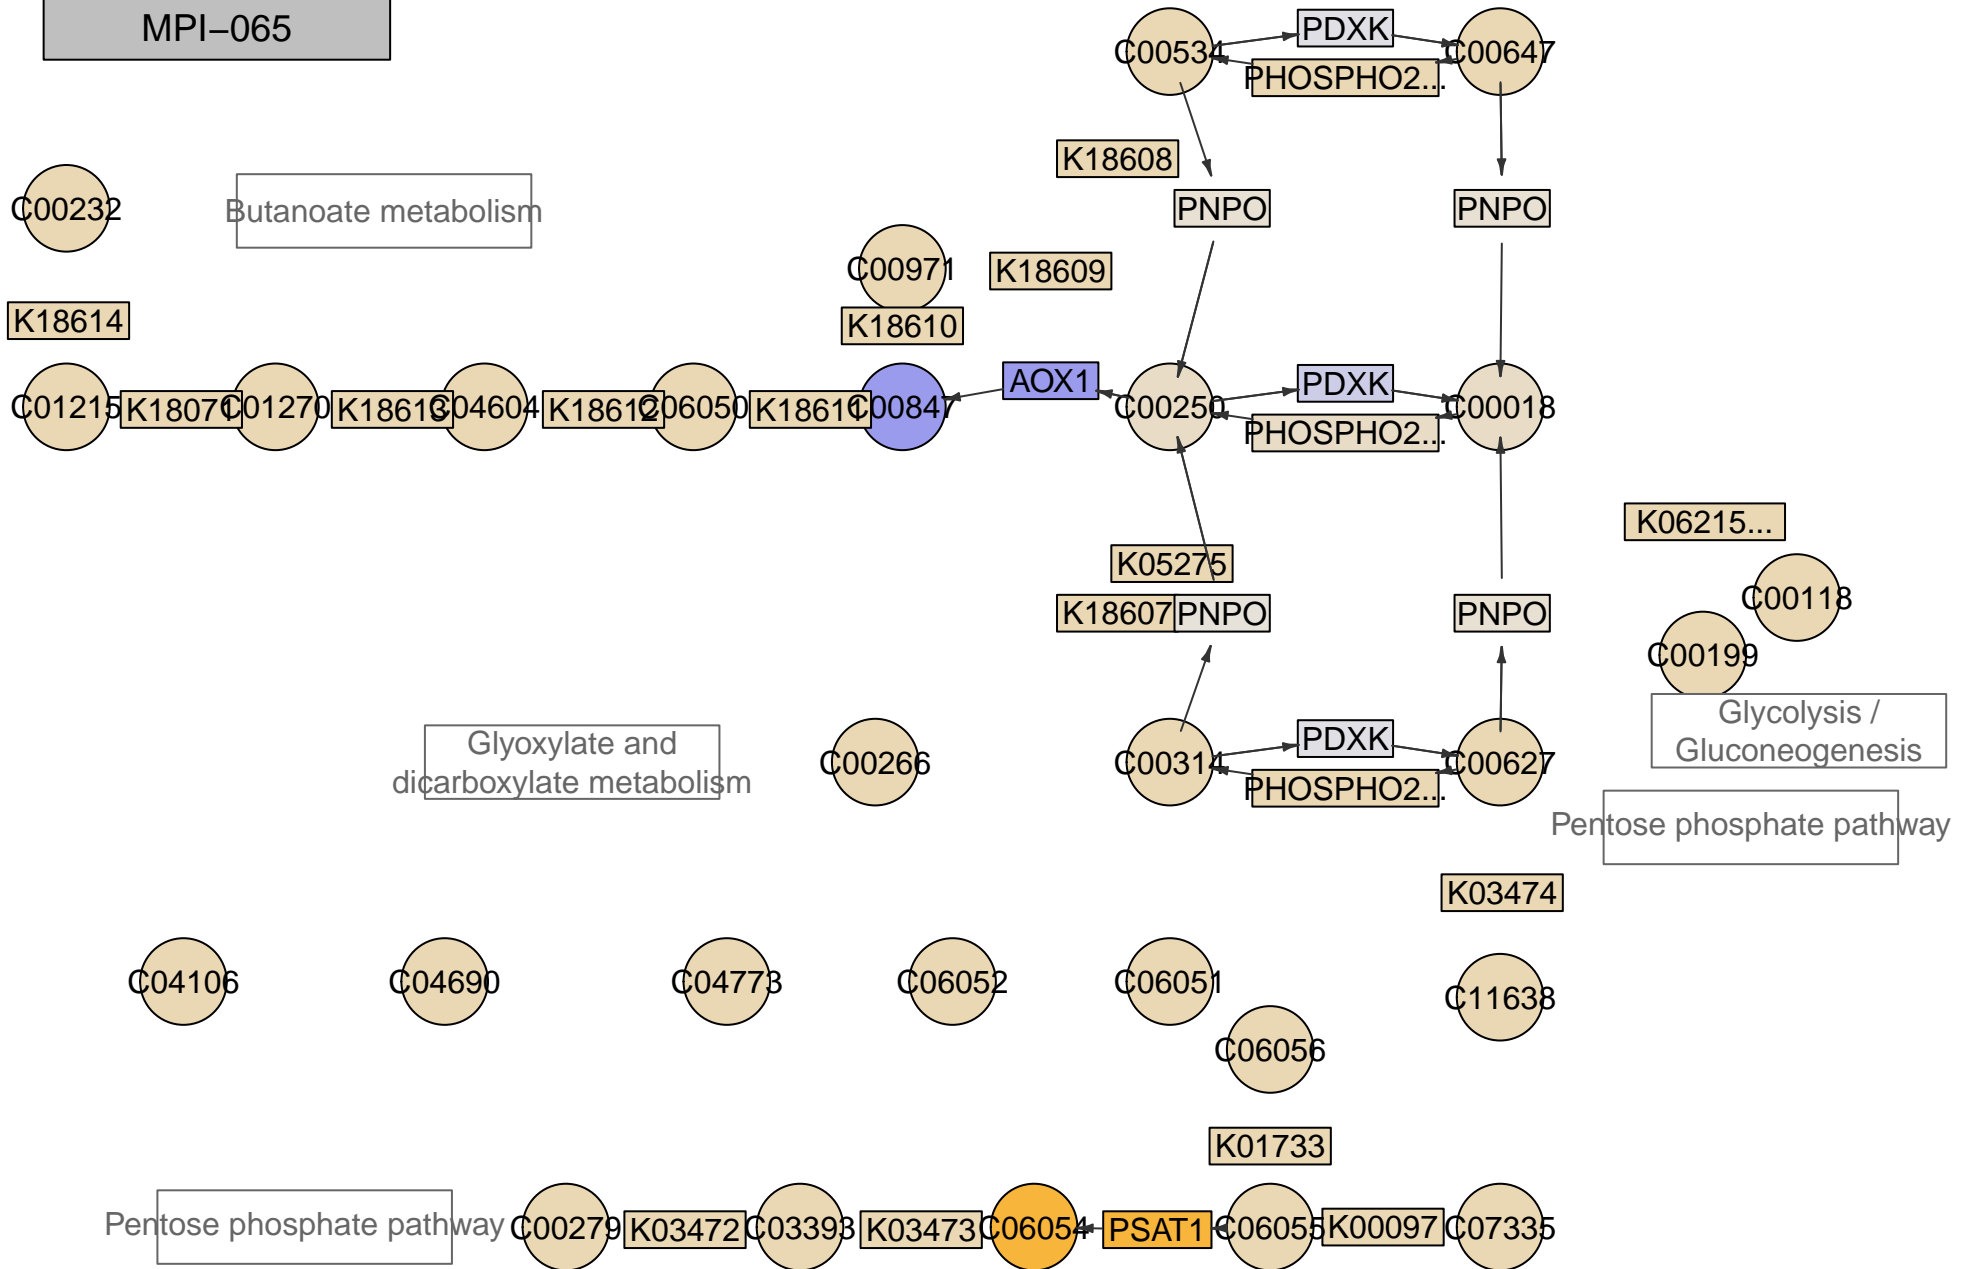 MPI−065
C00534
PDXK
C00647
PHOSPHO2...
K18608
C00232
Butanoate metabolism
PNPO
PNPO
C00971
K18609
K18614
K18610
AOX1
PDXK
C01215
K18071
C01270
K18613
C04604
K18612
C06050
K18611
C00847
C00250
C00018
PHOSPHO2...
K06215...
K05275
C00118
K18607
PNPO
PNPO
C00199
Glycolysis /
Gluconeogenesis
Glyoxylate and
dicarboxylate metabolism
C00266
C00314
PDXK
C00627
PHOSPHO2...
Pentose phosphate pathway
K03474
C04106
C04690
C04773
C06052
C06051
C11638
C06056
K01733
Pentose phosphate pathway
C00279
K03472
C03393
K03473
C06054
PSAT1
C06055
K00097
C07335